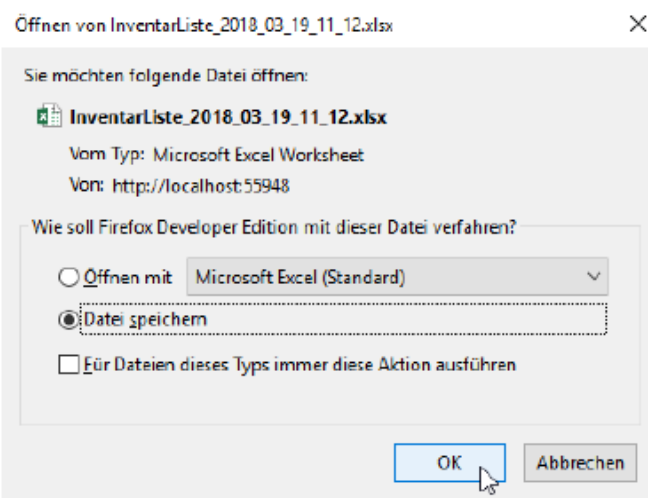 Öffnen von InventarListe_2018_03_19_11_12.xlsx
Sie möchten folgende Datei öffnen:
InventarListe_2018_03_19_11_12.xlsx
Vom Typ: Microsoft Excel Worksheet
Von: http://localhost:55948
Wie soll Firefox Developer Edition mit dieser Datei verfahren?
Öffnen mit Microsoft Excel (Standard)
Datei speichern
Für Dateien dieses Typs immer diese Aktion ausführen
OK Abbrechen